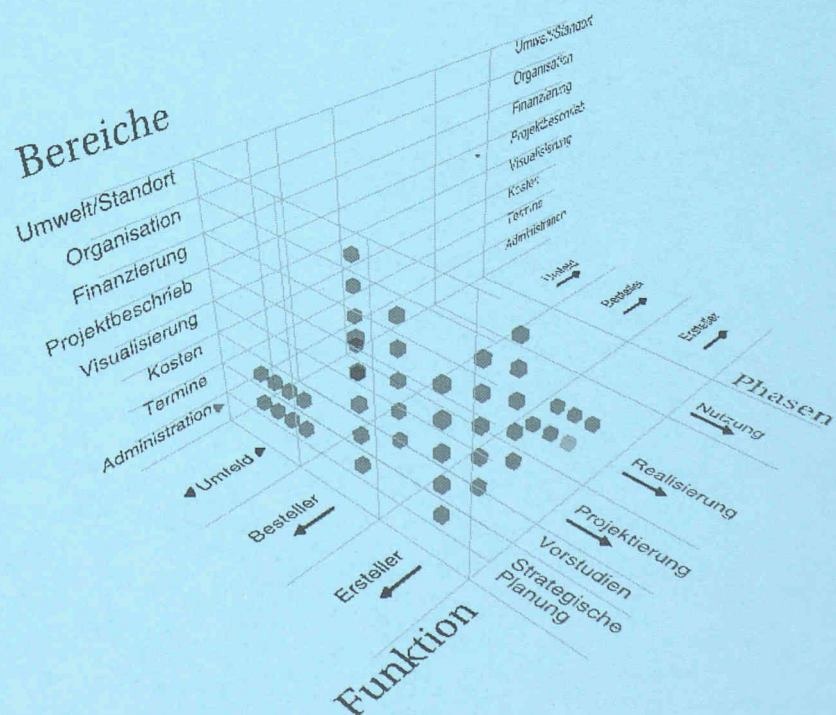 Bereiche
Umwelt/Standort
Organisation
Finanzierung
Projektbeschrieb
Visualisierung
Kosten
Termine
Administration
Umwelt/Standort
Organisation
Finanzierung
Projektbeschrieb
Visualisierung
Kosten
Termine
Administration
Umfeld
Besteller
Ersteller
Phasen
Nutzung
Realisierung
Projektierung
Vorstudien
Strategische
Planung
Umfeld
Besteller
Ersteller
Funktion